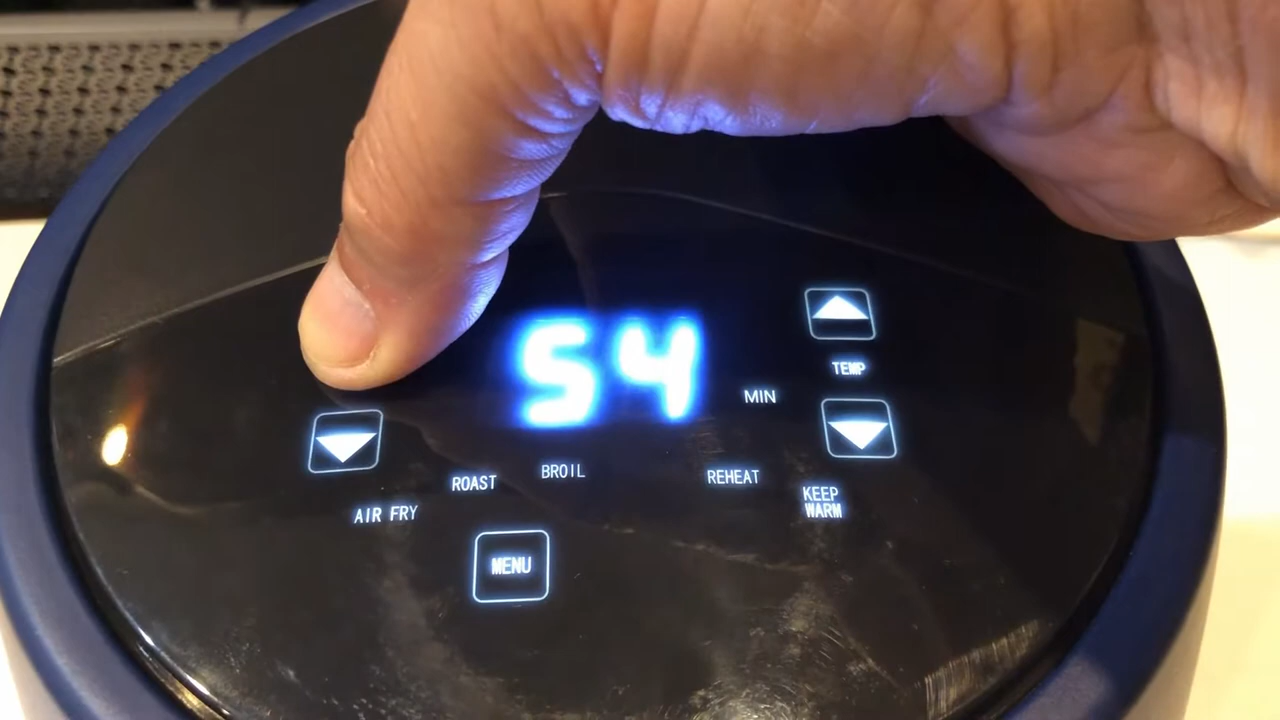 54
MIN
TEMP
ROAST
BROIL
REHEAT
AIR FRY
KEEP
WARM
MENU